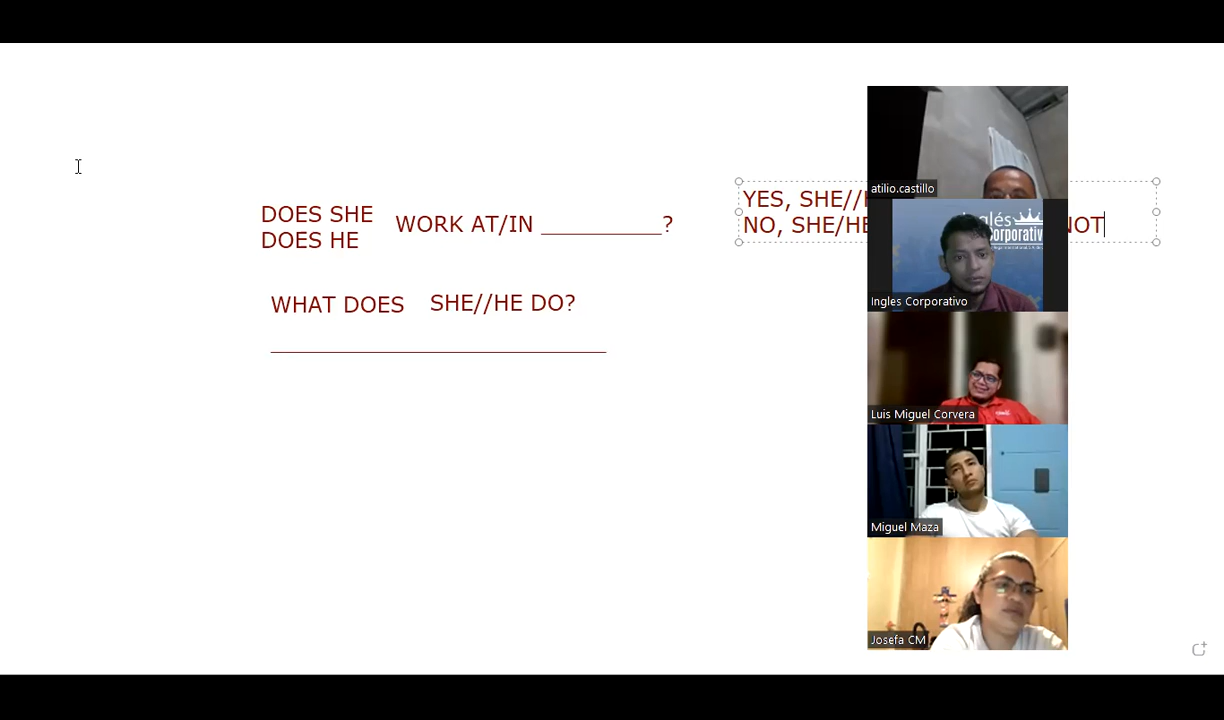 DOES SHE
DOES HE
WORK AT/IN __________?
YES, SHE//H
NO, SHE/HE NOT
WHAT DOES SHE//HE DO?
atilio.castillo
Inglés
Corporativo
Ingles Corporativo
Luis Miguel Corvera
Miguel Maza
Josefa CM